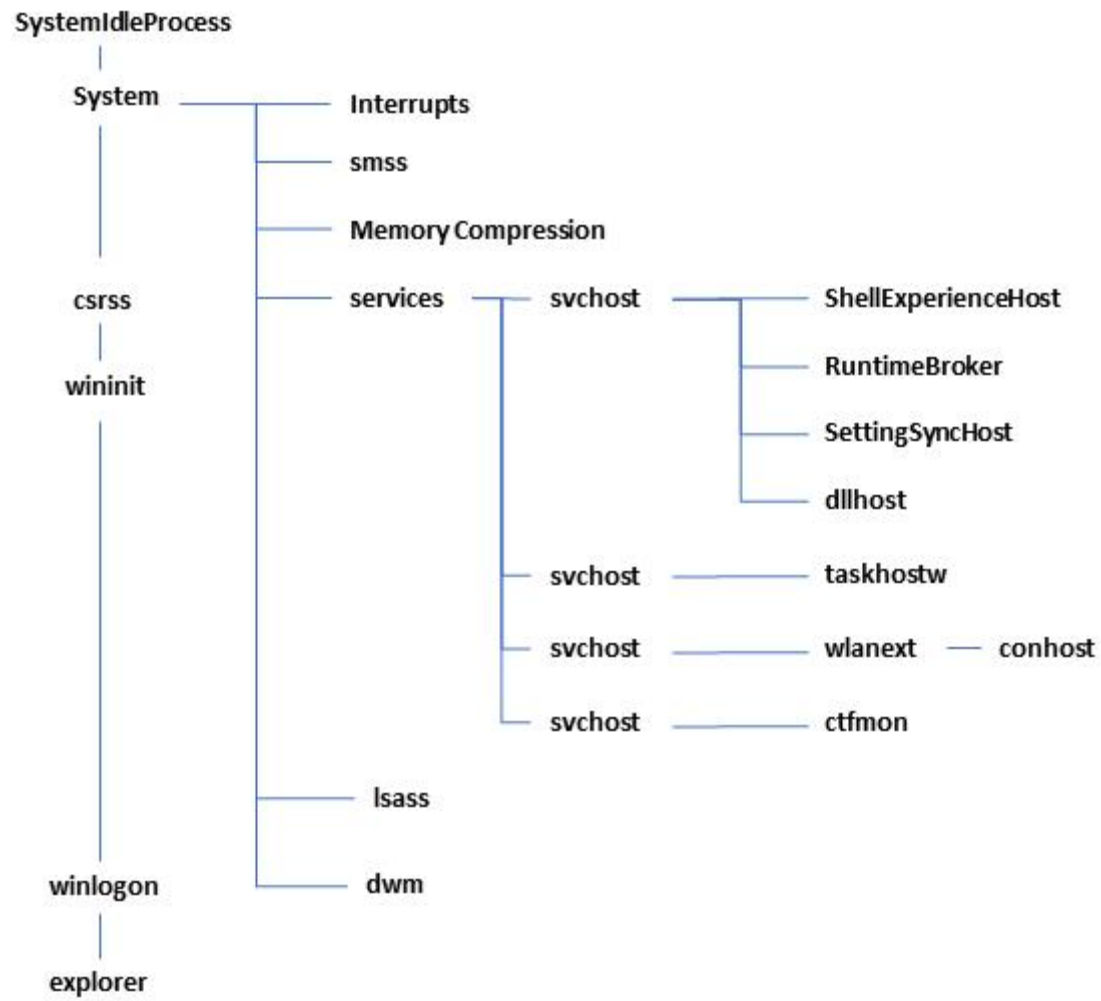 SystemIdleProcess
System
Interrupts
smss
Memory Compression
csrss
services
svchost
ShellExperienceHost
wininit
RuntimeBroker
SettingSyncHost
dllhost
svchost
taskhostw
svchost
wlanext
conhost
svchost
ctfmon
lsass
winlogon
dwm
explorer